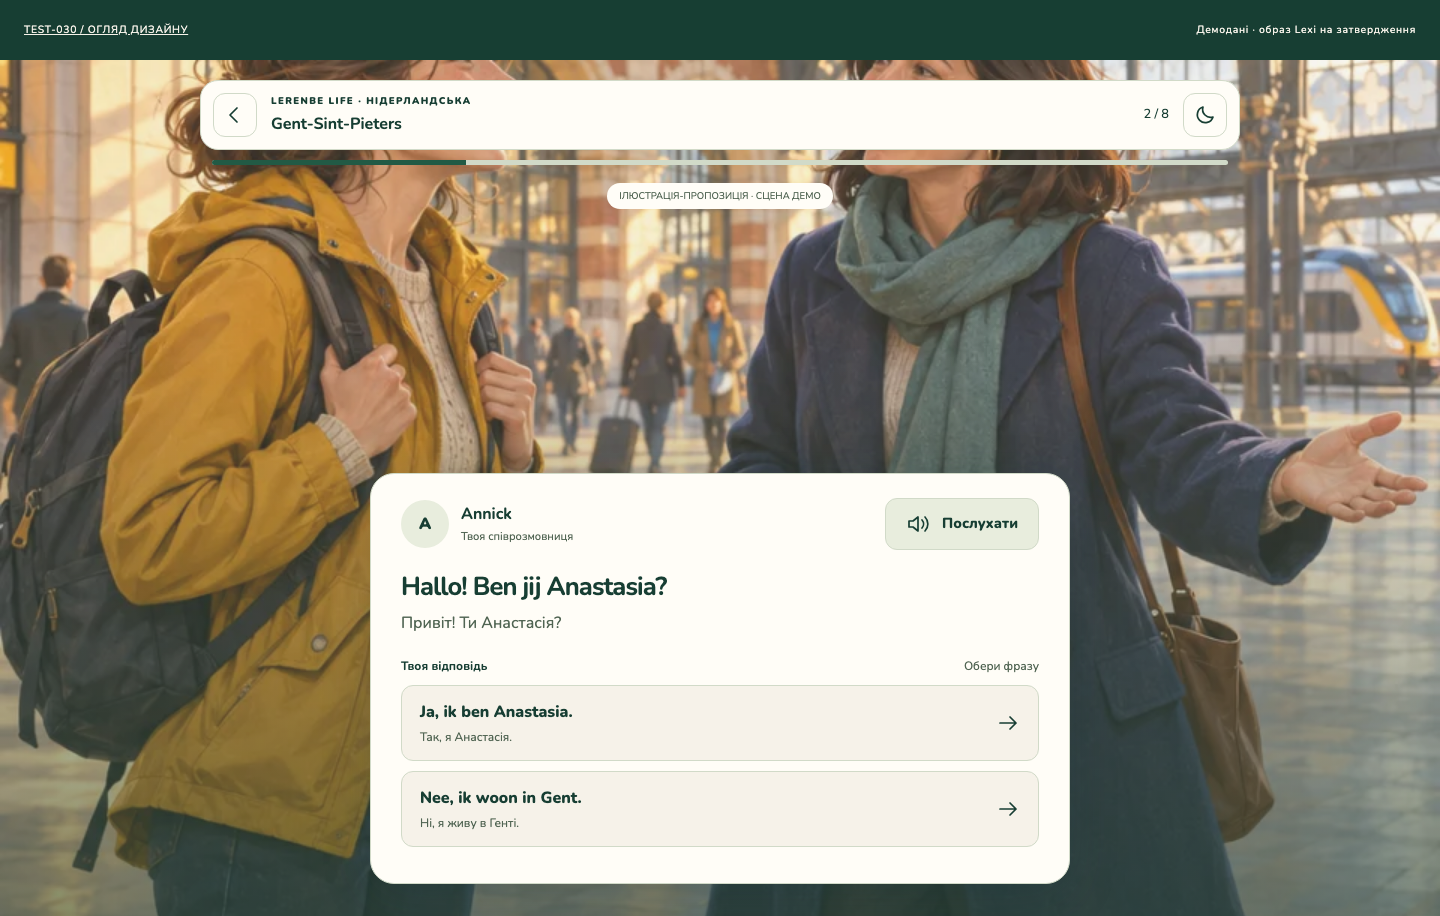 TEST-030 / ОГЛЯД ДИЗАЙНУ
Демодані · образ Lexi на затвердження
LERENBE LIFE · НІДЕРЛАНДСЬКА
Gent-Sint-Pieters
2 / 8
ІЛЮСТРАЦІЯ-ПРОПОЗИЦІЯ · СЦЕНА ДЕМО
A
Annick
Твоя співрозмовниця
Послухати
Hallo! Ben jij Anastasia?
Привіт! Ти Анастасія?
Твоя відповідь
Обери фразу
Ja, ik ben Anastasia.
Так, я Анастасія.
Nee, ik woon in Gent.
Ні, я живу в Генті.